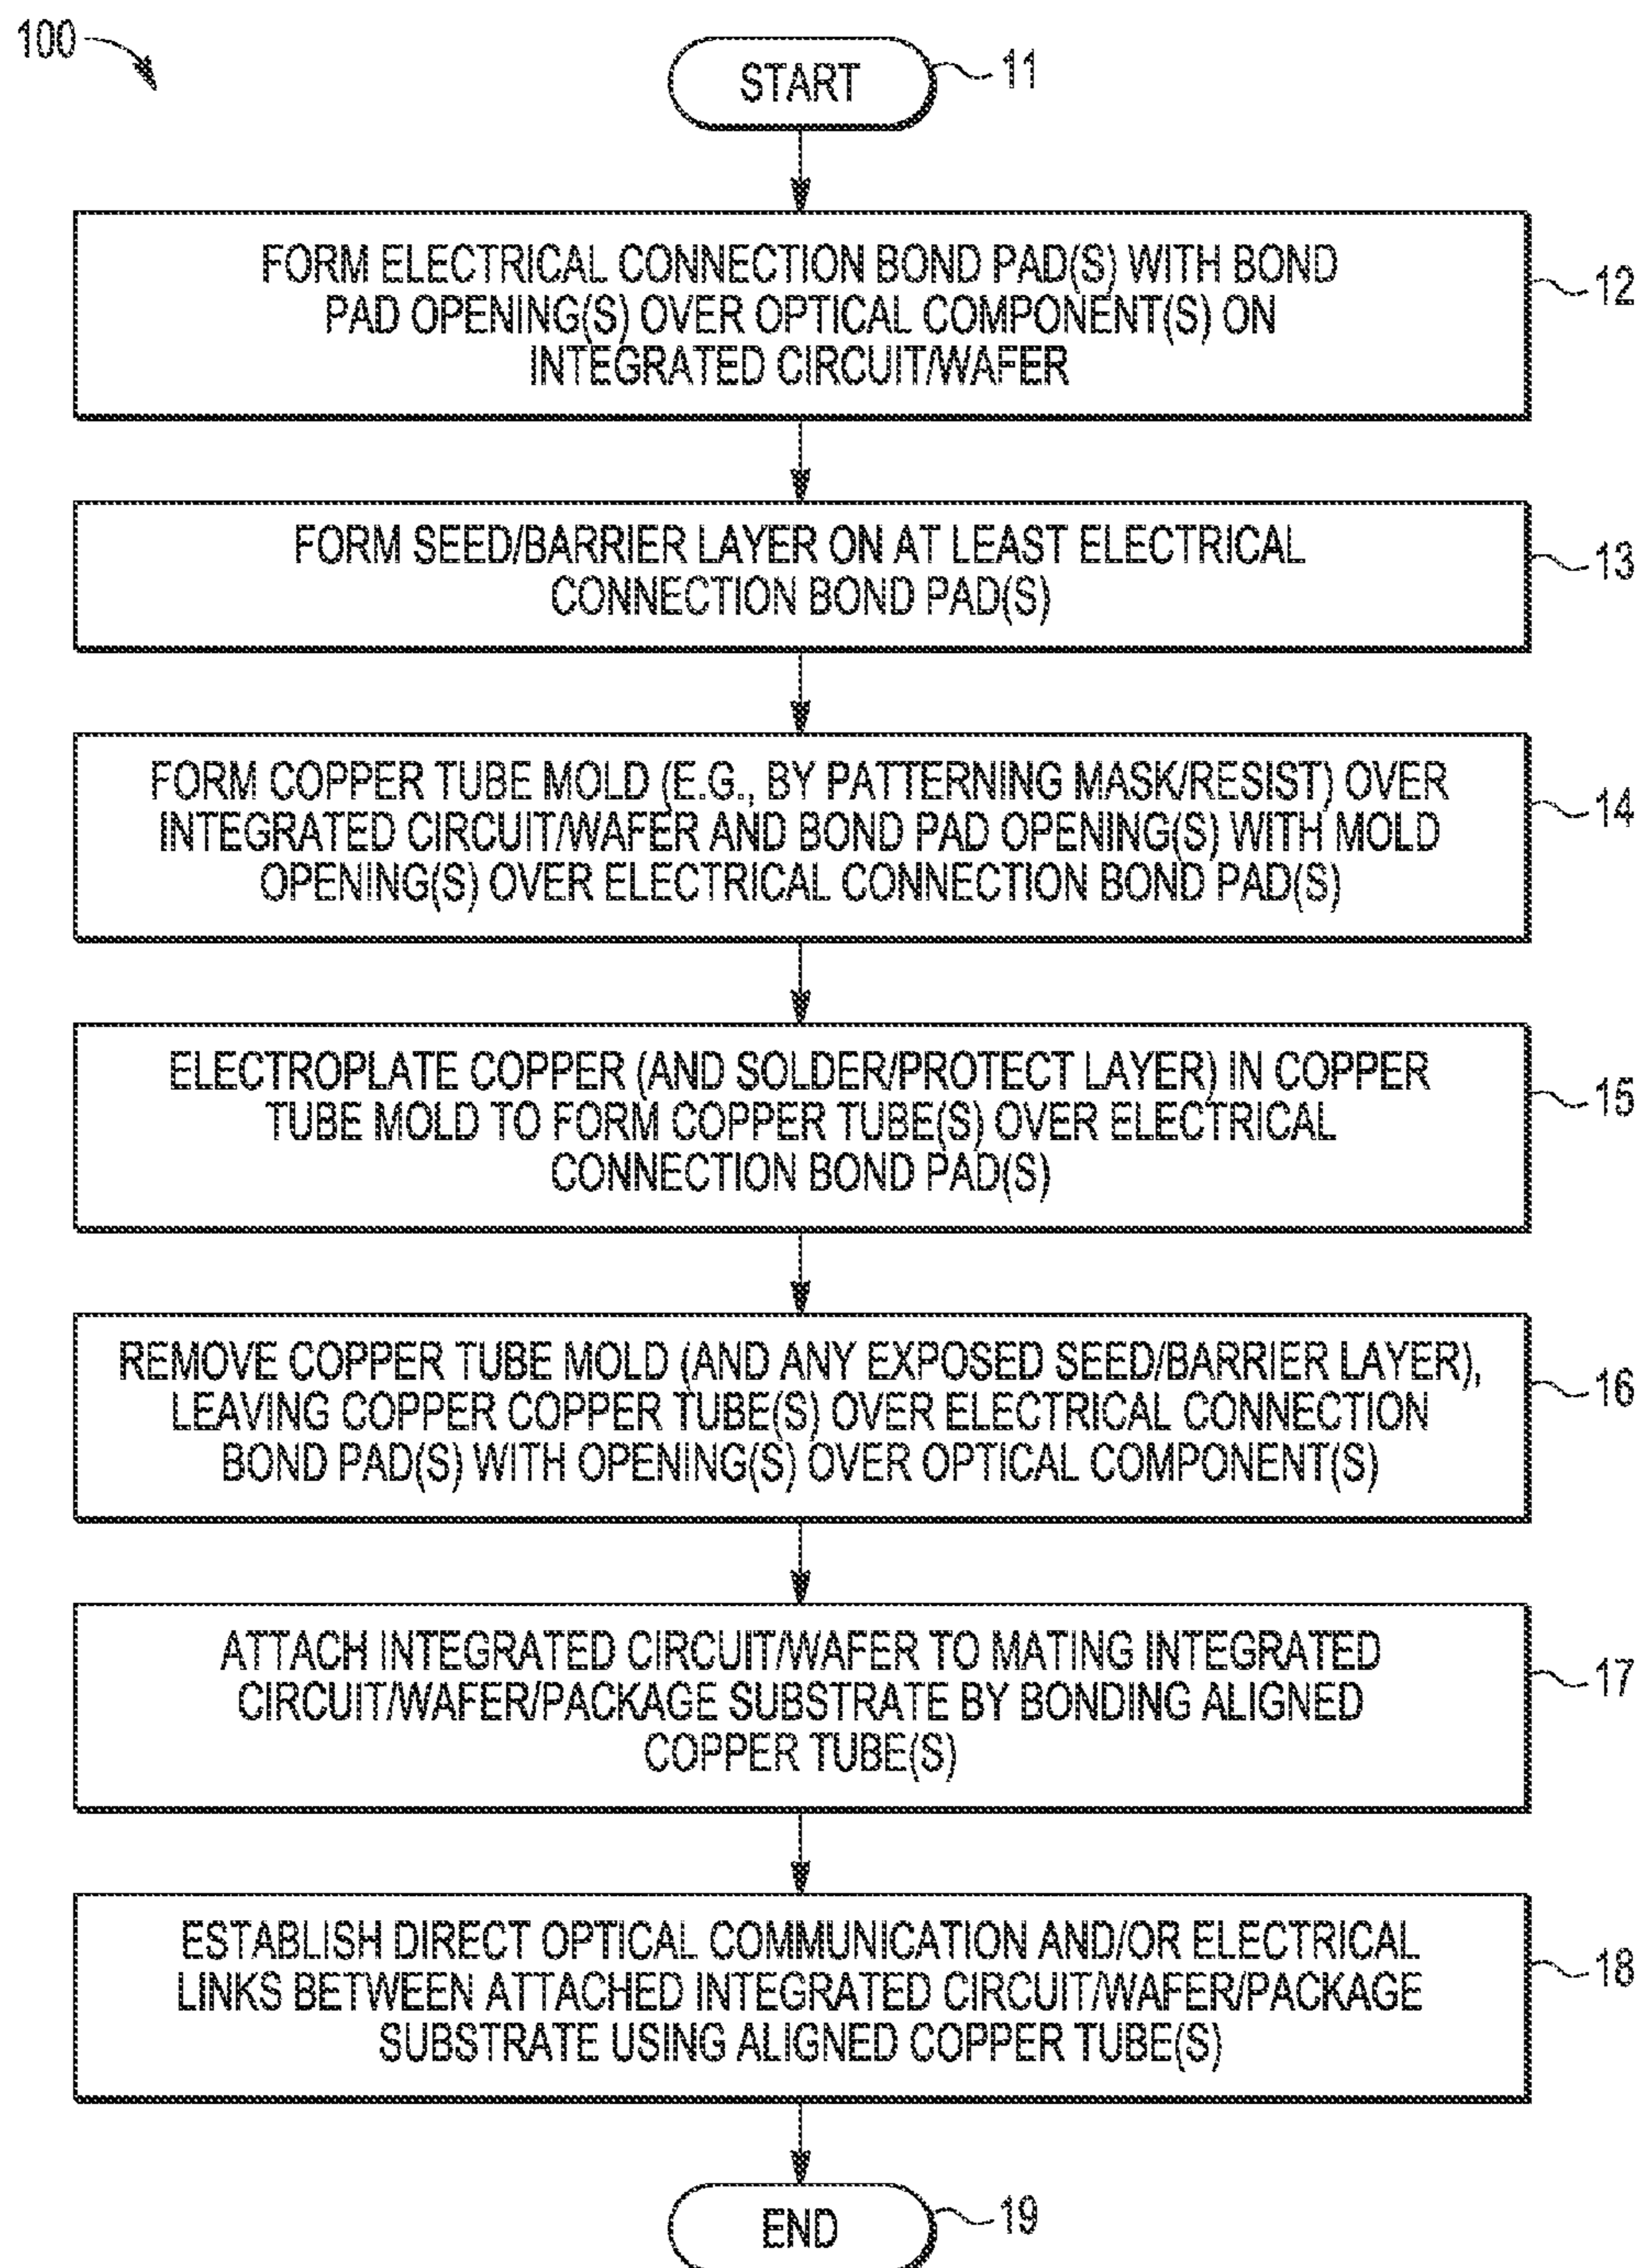 100
START
11
FORM ELECTRICAL CONNECTION BOND PAD(S) WITH BOND
PAD OPENING(S) OVER OPTICAL COMPONENT(S) ON
INTEGRATED CIRCUIT/WAFER
12
FORM SEED/BARRIER LAYER ON AT LEAST ELECTRICAL
CONNECTION BOND PAD(S)
13
FORM COPPER TUBE MOLD (E.G., BY PATTERNING MASK/RESIST) OVER
INTEGRATED CIRCUIT/WAFER AND BOND PAD OPENING(S) WITH MOLD
OPENING(S) OVER ELECTRICAL CONNECTION BOND PAD(S)
14
ELECTROPLATE COPPER (AND SOLDER/PROTECT LAYER) IN COPPER
TUBE MOLD TO FORM COPPER TUBE(S) OVER ELECTRICAL
CONNECTION BOND PAD(S)
15
REMOVE COPPER TUBE MOLD (AND ANY EXPOSED SEED/BARRIER LAYER),
LEAVING COPPER COPPER TUBE(S) OVER ELECTRICAL CONNECTION
BOND PAD(S) WITH OPENING(S) OVER OPTICAL COMPONENT(S)
16
ATTACH INTEGRATED CIRCUIT/WAFER TO MATING INTEGRATED
CIRCUIT/WAFER/PACKAGE SUBSTRATE BY BONDING ALIGNED
COPPER TUBE(S)
17
ESTABLISH DIRECT OPTICAL COMMUNICATION AND/OR ELECTRICAL
LINKS BETWEEN ATTACHED INTEGRATED CIRCUIT/WAFER/PACKAGE
SUBSTRATE USING ALIGNED COPPER TUBE(S)
18
END
19